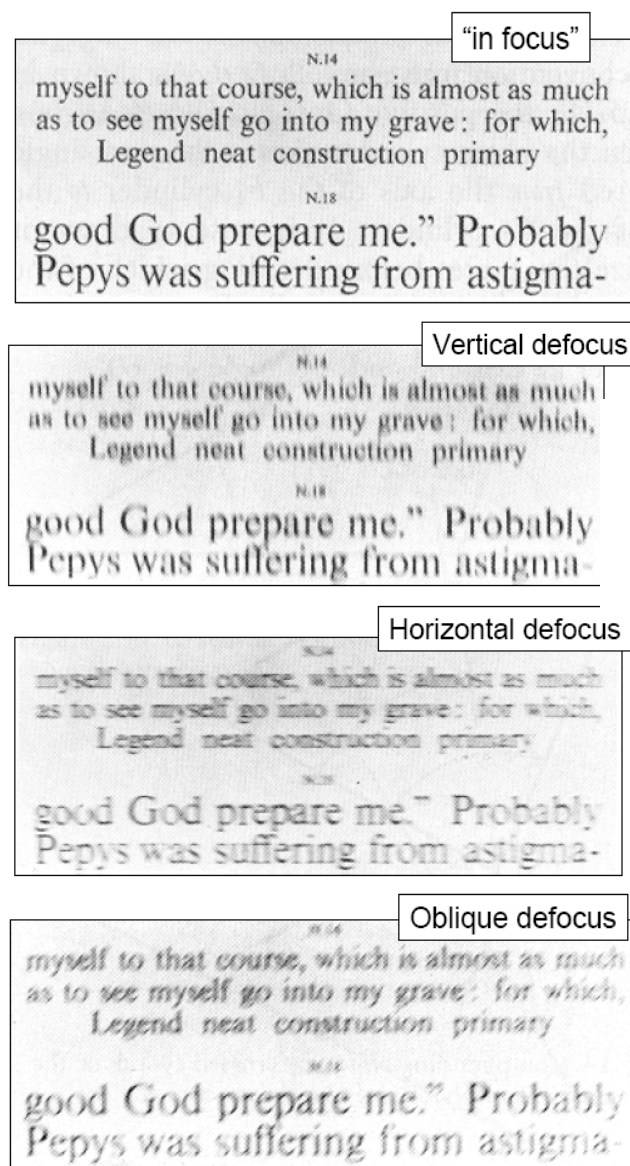 “in focus”
N.14
myself to that course, which is almost as much
as to see myself go into my grave : for which,
Legend neat construction primary
N.18
good God prepare me.” Probably
Pepys was suffering from astigma-
Vertical defocus
N.14
myself to that course, which is almost as much
as to see myself go into my grave : for which,
Legend neat construction primary
N.18
good God prepare me.” Probably
Pepys was suffering from astigma-
Horizontal defocus
myself to that course, which is almost as much
as to see myself go into my grave : for which,
Legend neat construction primary
good God prepare me.” Probably
Pepys was suffering from astigma-
Oblique defocus
myself to that course, which is almost as much
as to see myself go into my grave : for which,
Legend neat construction primary
good God prepare me.” Probably
Pepys was suffering from astigma-